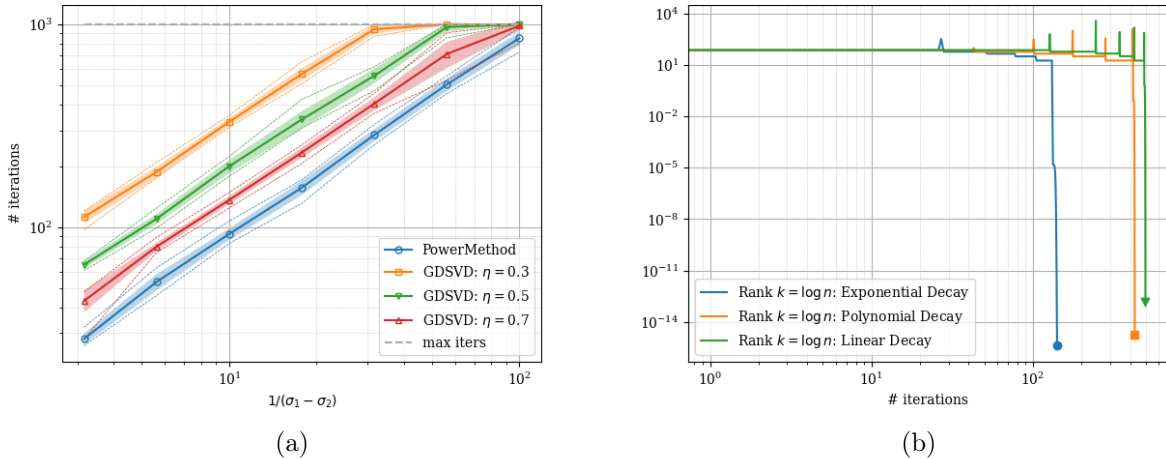 10^3
10^2
# iterations
PowerMethod
GDSVD: η = 0.3
GDSVD: η = 0.5
GDSVD: η = 0.7
max iters
10^1
10^2
1/(σ_1 − σ_2)
(a)
10^4
10^1
10^−2
10^−5
10^−8
10^−11
10^−14
Rank k = log n: Exponential Decay
Rank k = log n: Polynomial Decay
Rank k = log n: Linear Decay
10^0
10^1
10^2
# iterations
(b)